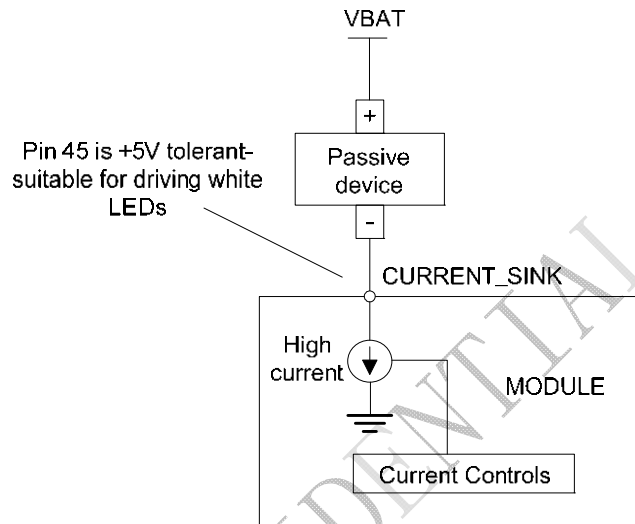 VBAT
+
Passive
device
-
Pin 45 is +5V tolerant-
suitable for driving white
LEDs
CURRENT_SINK
High
current
MODULE
Current Controls